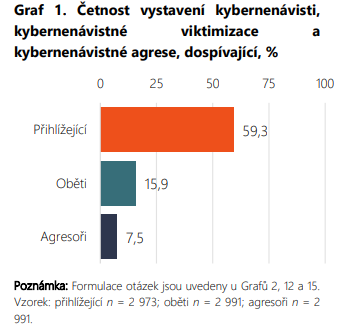 Graf 1. Četnost vystavení kybernenávisti,
kybernenávistné viktimizace a
kybernenávistné agrese, dospívající, %
0 25 50 75 100
Přihlížející 59,3
Oběti 15,9
Agresoři 7,5
Poznámka: Formulace otázek jsou uvedeny u Grafů 2, 12 a 15.
Vzorek: přihlížející n = 2 973; oběti n = 2 991; agresoři n = 2
991.